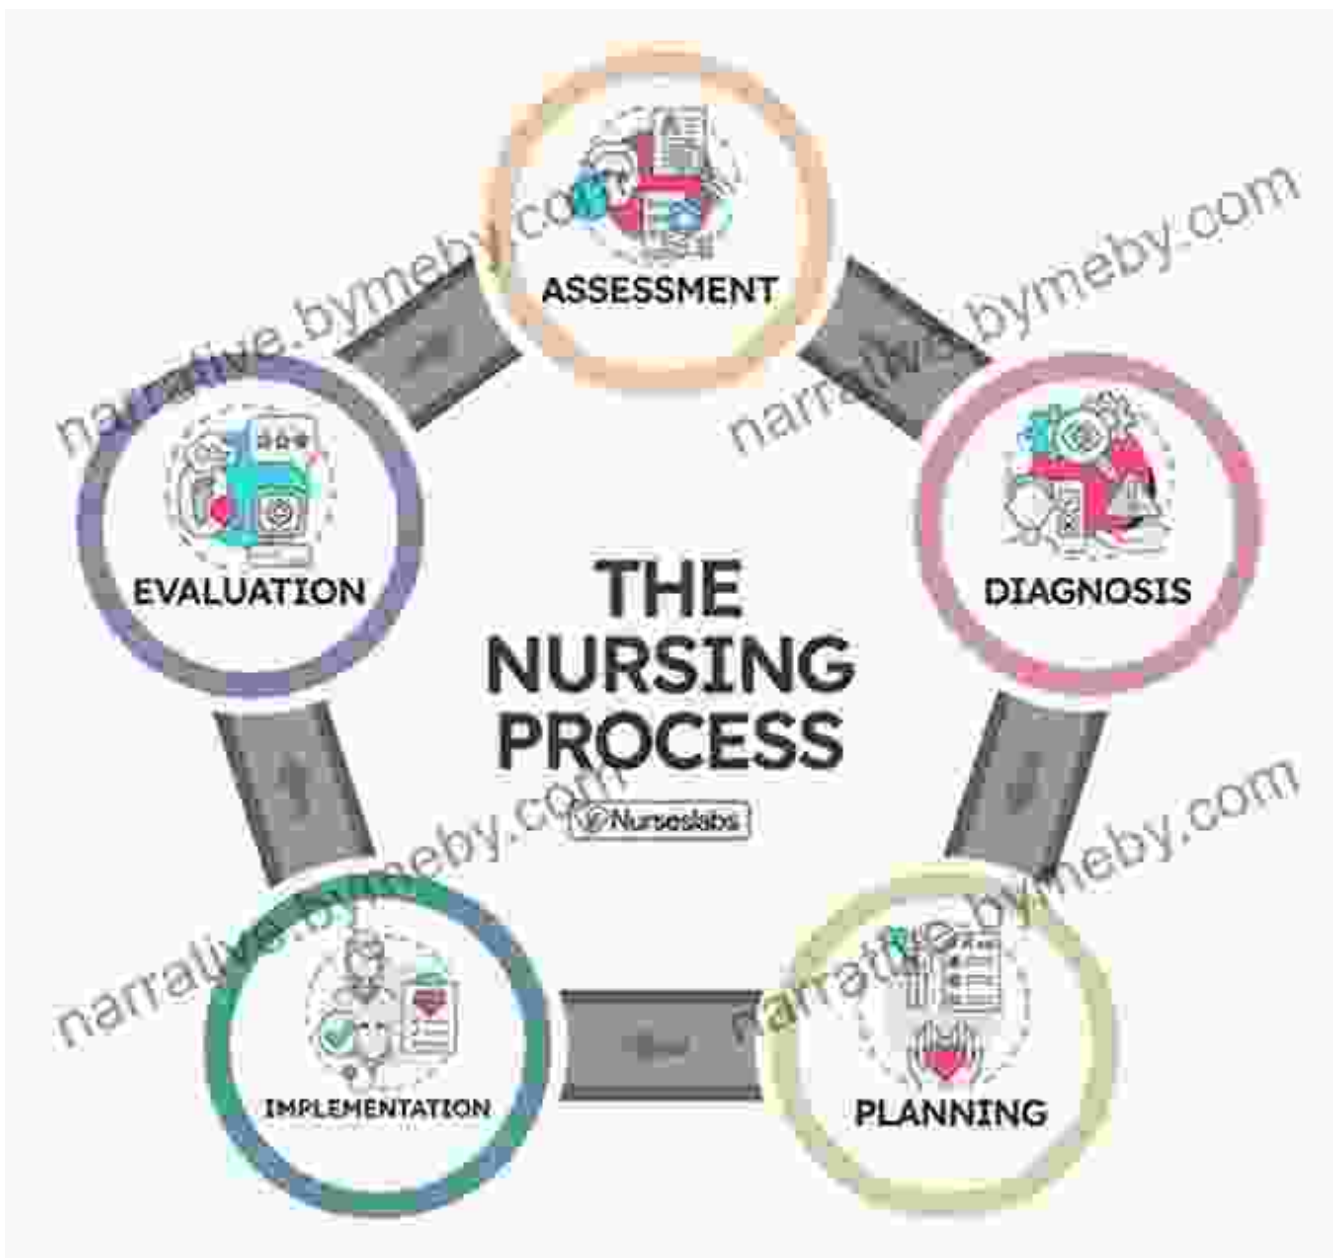 ASSESSMENT
DIAGNOSIS
PLANNING
IMPLEMENTATION
EVALUATION
THE
NURSING
PROCESS
Nurseslabs
narrative.bymeby.com
narrative.bymeby.com
narrative.bymeby.com
narrative.bymeby.com